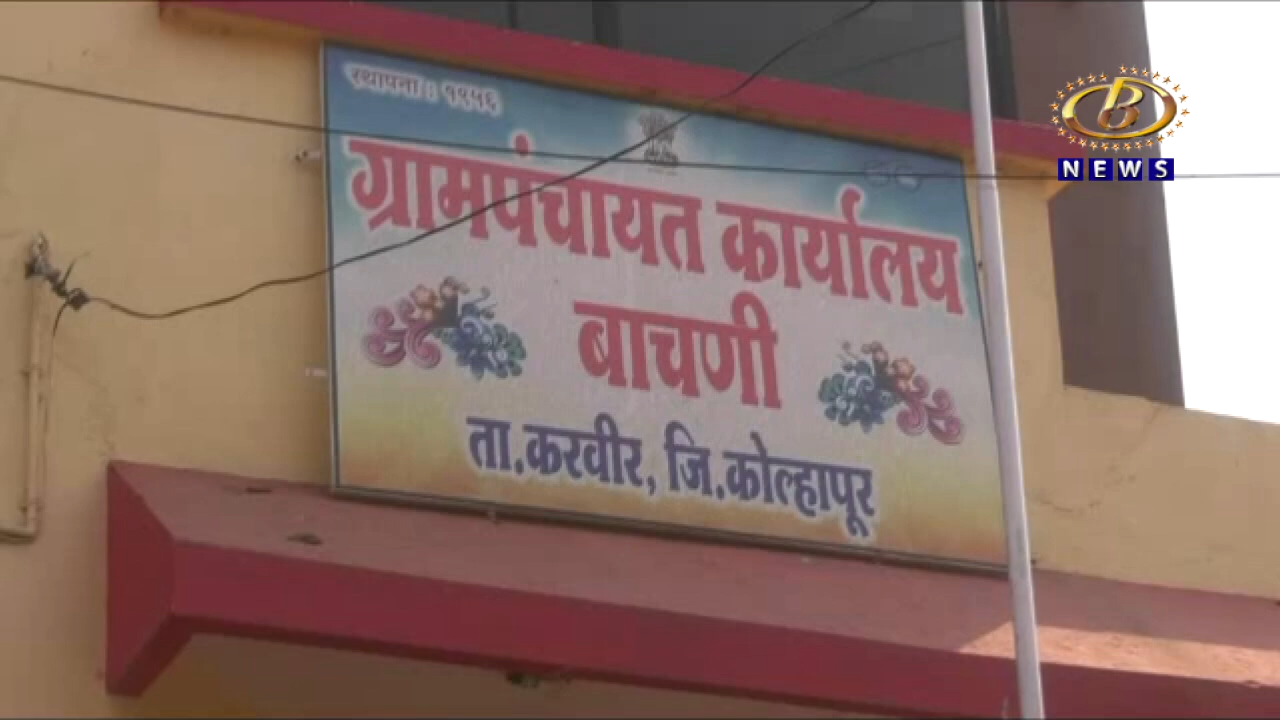 स्थापना : १९५६
ग्रामपंचायत कार्यालय
बाचणी
ता.करवीर, जि.कोल्हापूर
B
NEWS